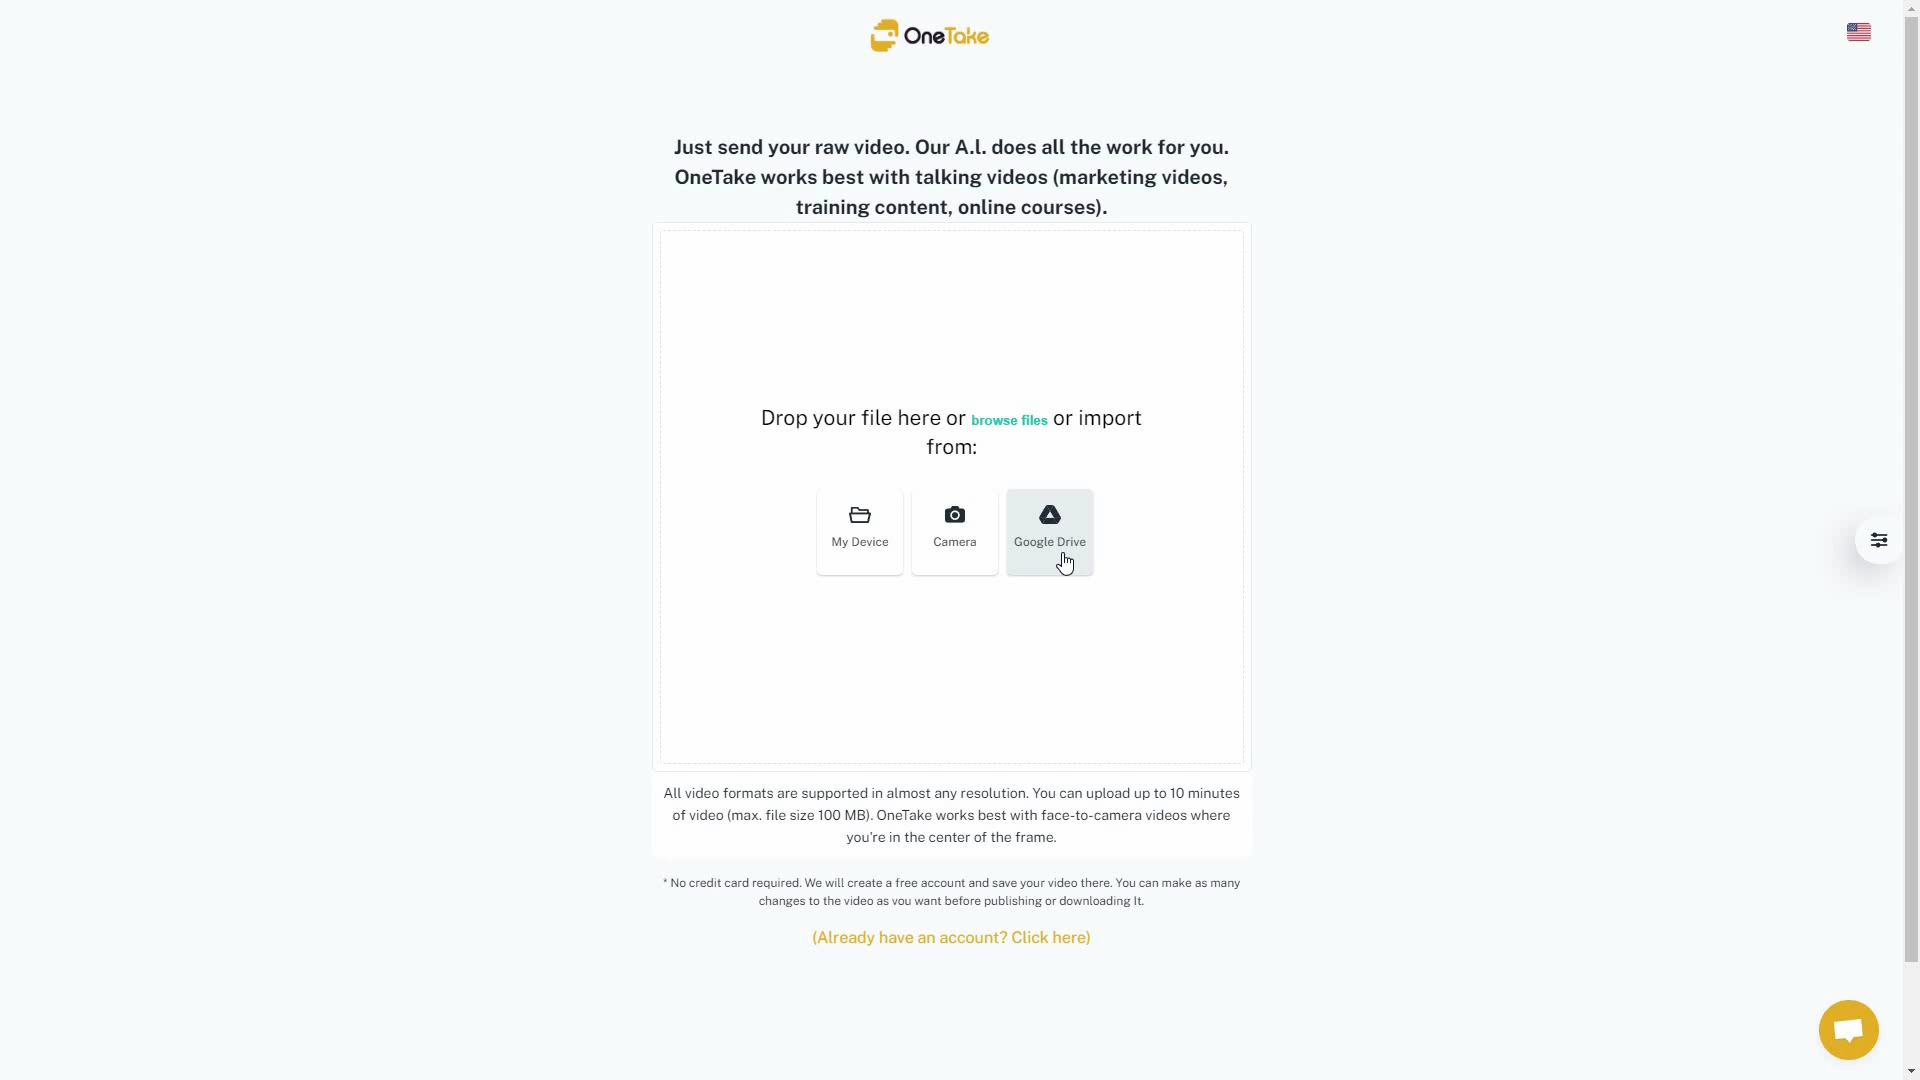 OneTake
Just send your raw video. Our A.I. does all the work for you.
OneTake works best with talking videos (marketing videos,
training content, online courses).
Drop your file here or browse files or import
from:
My Device
Camera
Google Drive
All video formats are supported in almost any resolution. You can upload up to 10 minutes
of video (max. file size 100 MB). OneTake works best with face-to-camera videos where
you're in the center of the frame.
* No credit card required. We will create a free account and save your video there. You can make as many
changes to the video as you want before publishing or downloading It.
(Already have an account? Click here)